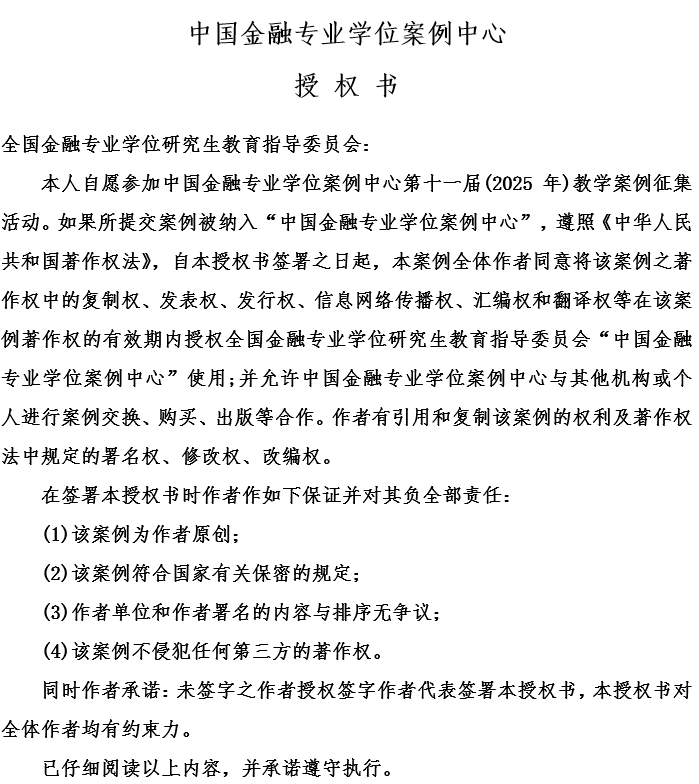 中国金融专业学位案例中心
授 权 书
全国金融专业学位研究生教育指导委员会：
本人自愿参加中国金融专业学位案例中心第十一届(2025 年)教学案例征集
活动。如果所提交案例被纳入“中国金融专业学位案例中心”，遵照《中华人民
共和国著作权法》，自本授权书签署之日起，本案例全体作者同意将该案例之著
作权中的复制权、发表权、发行权、信息网络传播权、汇编权和翻译权等在该案
例著作权的有效期内授权全国金融专业学位研究生教育指导委员会“中国金融
专业学位案例中心”使用；并允许中国金融专业学位案例中心与其他机构或个
人进行案例交换、购买、出版等合作。作者有引用和复制该案例的权利及著作权
法中规定的署名权、修改权、改编权。
在签署本授权书时作者作如下保证并对其负全部责任：
(1)该案例为作者原创；
(2)该案例符合国家有关保密的规定；
(3)作者单位和作者署名的内容与排序无争议；
(4)该案例不侵犯任何第三方的著作权。
同时作者承诺：未签字之作者授权签字作者代表签署本授权书，本授权书对
全体作者均有约束力。
已仔细阅读以上内容，并承诺遵守执行。